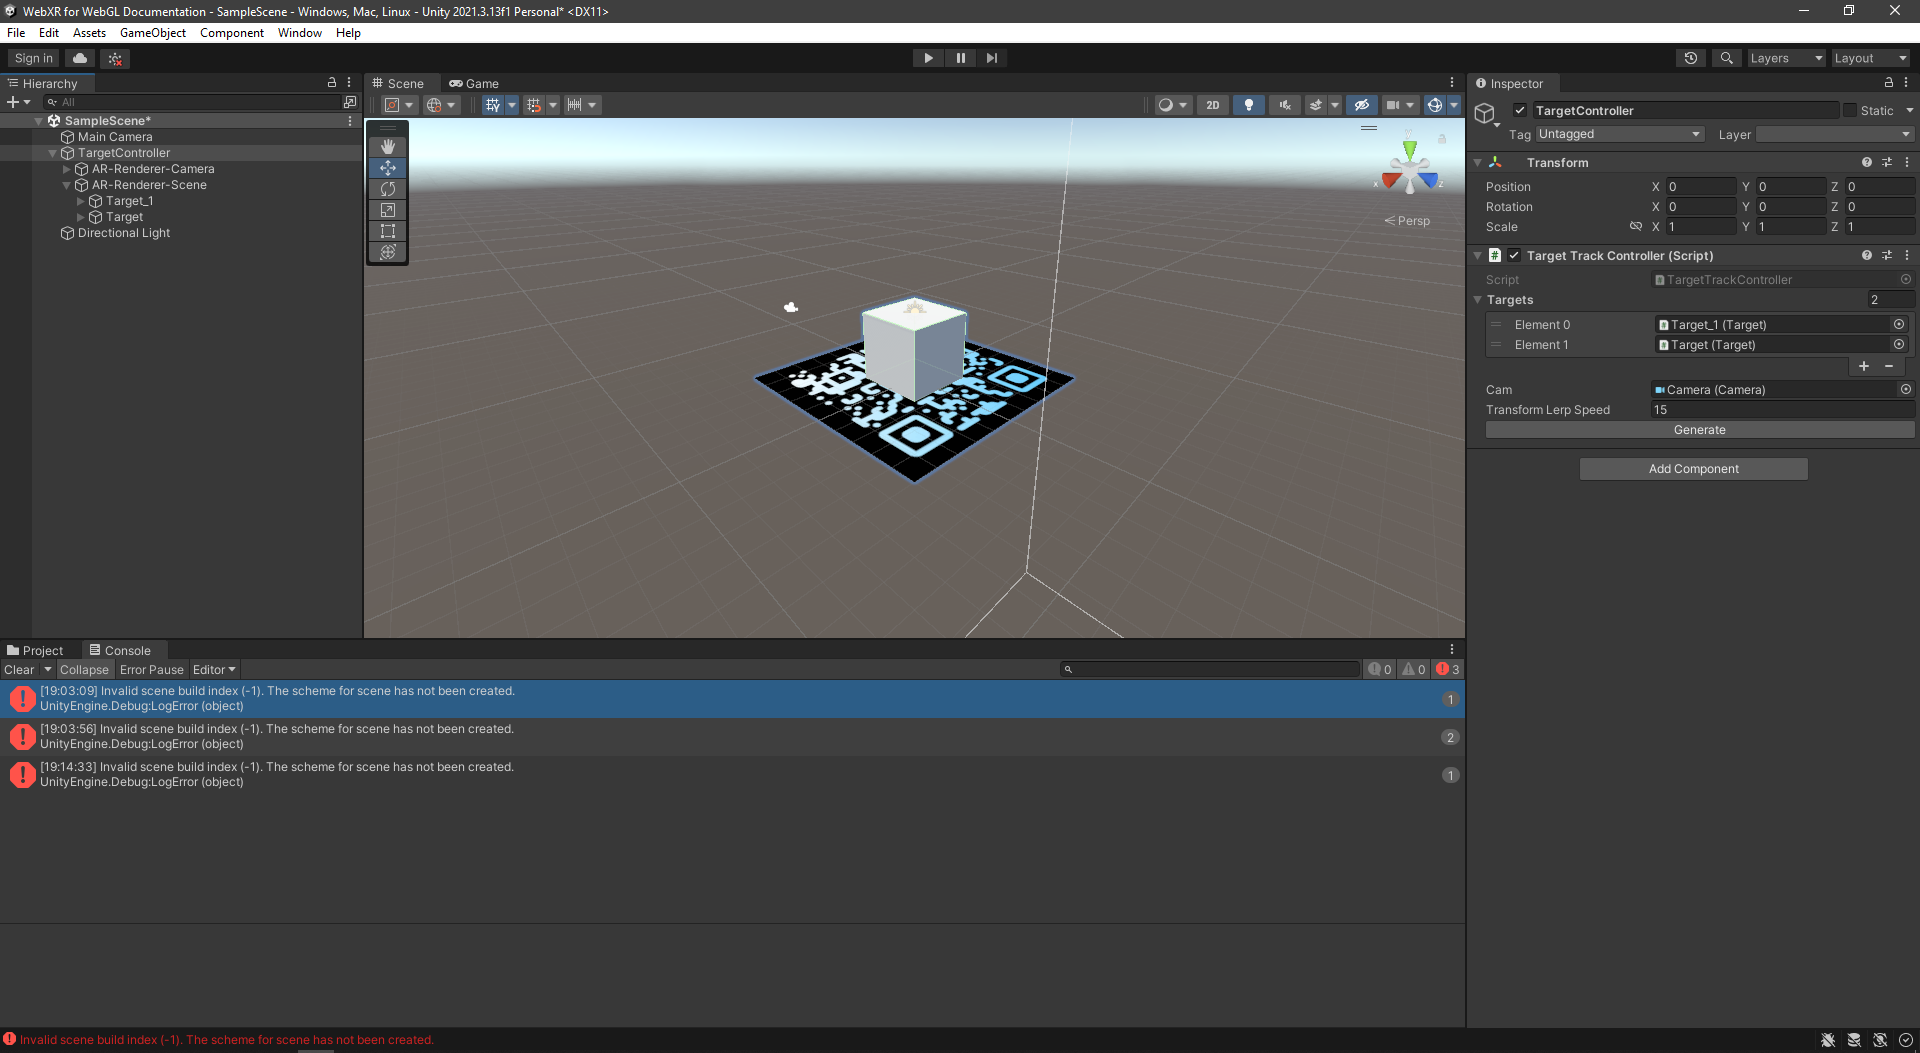 WebXR for WebGL Documentation - SampleScene - Windows, Mac, Linux - Unity 2021.3.13f1 Personal* <DX11>
File Edit Assets GameObject Component Window Help
Sign in
Layers
Layout
Hierarchy
All
SampleScene*
Main Camera
TargetController
AR-Renderer-Camera
AR-Renderer-Scene
Target_1
Target
Directional Light
Scene
Game
2D
y
x
z
Persp
Inspector
TargetController
Static
Tag Untagged
Layer
Transform
Position X 0 Y 0 Z 0
Rotation X 0 Y 0 Z 0
Scale X 1 Y 1 Z 1
Target Track Controller (Script)
Script TargetTrackController
Targets 2
Element 0 Target_1 (Target)
Element 1 Target (Target)
Cam Camera (Camera)
Transform Lerp Speed 15
Generate
Add Component
Project
Console
Clear Collapse Error Pause Editor
0 0 3
[19:03:09] Invalid scene build index (-1). The scheme for scene has not been created.
UnityEngine.Debug:LogError (object)
1
[19:03:56] Invalid scene build index (-1). The scheme for scene has not been created.
UnityEngine.Debug:LogError (object)
2
[19:14:33] Invalid scene build index (-1). The scheme for scene has not been created.
UnityEngine.Debug:LogError (object)
1
Invalid scene build index (-1). The scheme for scene has not been created.